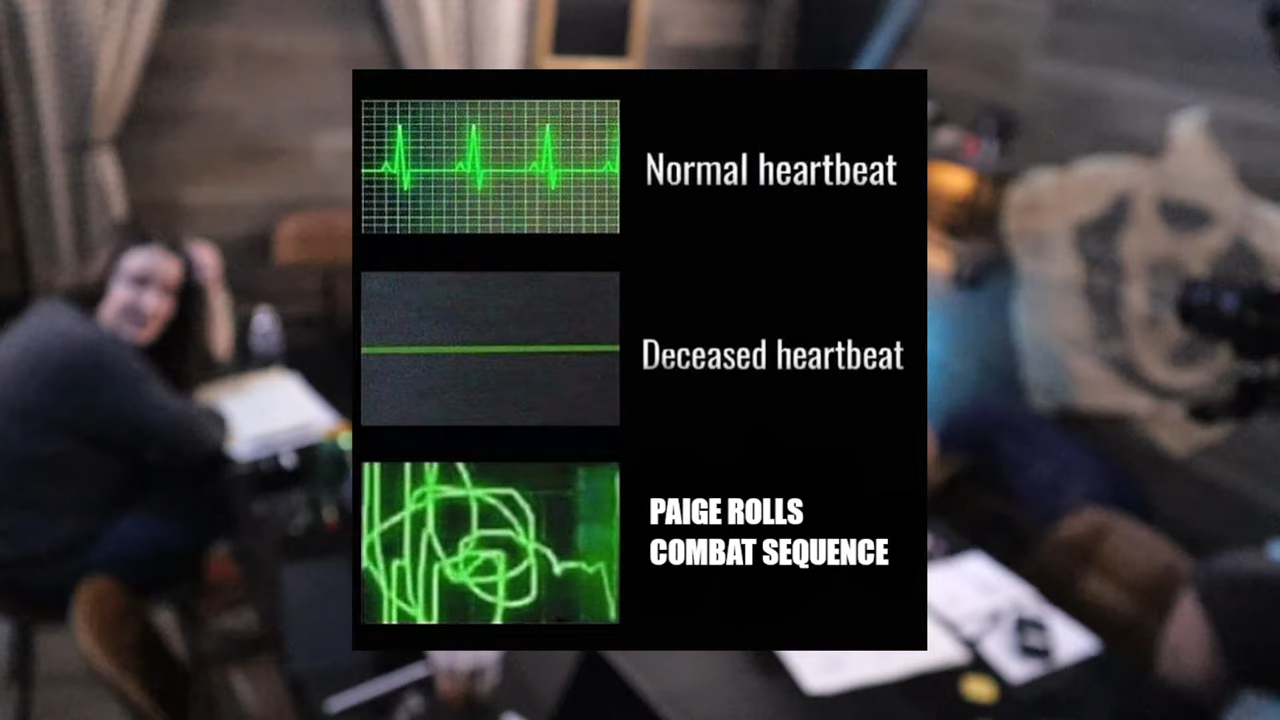 Normal heartbeat
Deceased heartbeat
PAIGE ROLLS
COMBAT SEQUENCE